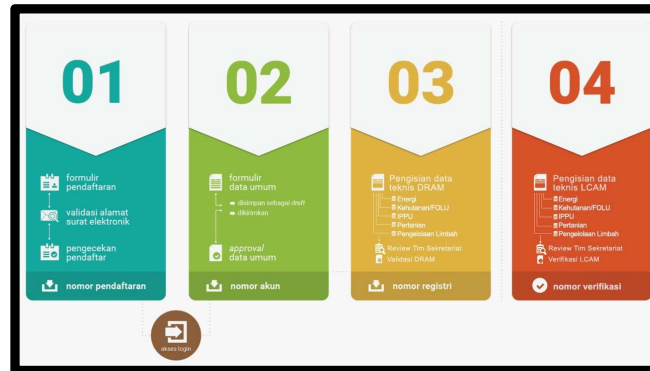 01
formulir
pendaftaran
validasi alamat
surat elektronik
pengecekan
pendaftar
nomor pendaftaran
akses login
02
formulir
data umum
disimpan sebagai draft
dikirimkan
approval
data umum
nomor akun
03
Pengisian data
teknis DRAM
Energi
Kehutanan/FOLU
IPPU
Pertanian
Pengelolaan Limbah
Review Tim Sekretariat
Validasi DRAM
nomor registri
04
Pengisian data
teknis LCAM
Energi
Kehutanan/FOLU
IPPU
Pertanian
Pengelolaan Limbah
Review Tim Sekretariat
Verifikasi LCAM
nomor verifikasi